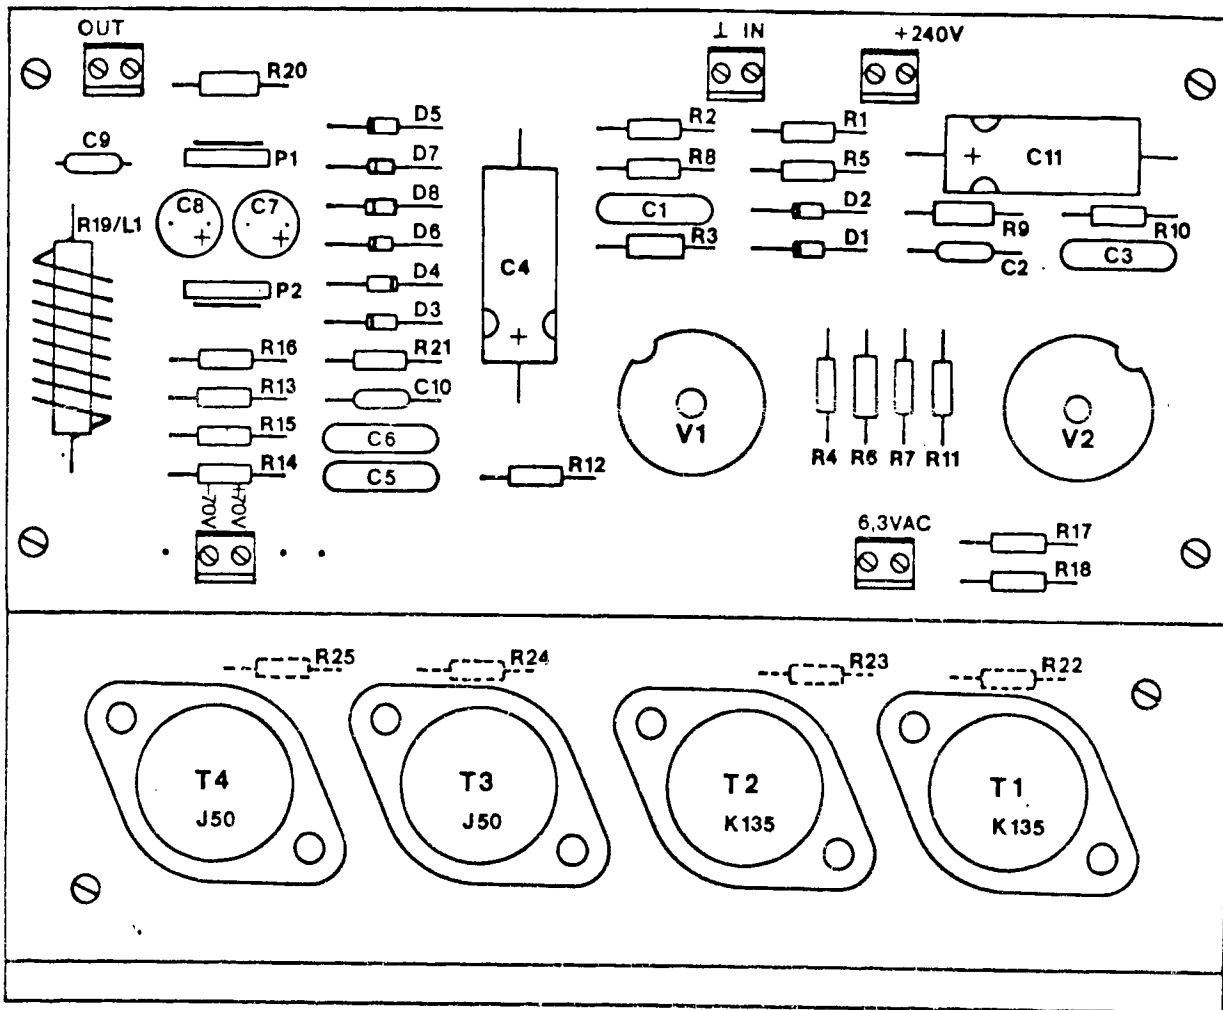 OUT
⊥ IN
+240V
R20
D5
R2
R1
C9
P1
D7
R8
R5
C11
+
R19/L1
C8
+
C7
+
D8
C1
D2
R9
R10
D6
R3
D1
C2
C3
C4
+
P2
D4
D3
R16
R21
R13
C10
R15
C6
R14
C5
R12
V1
R4
R6
R7
R11
V2
-70V
+70V
6,3VAC
R17
R18
R25
R24
R23
R22
T4
J50
T3
J50
T2
K135
T1
K135